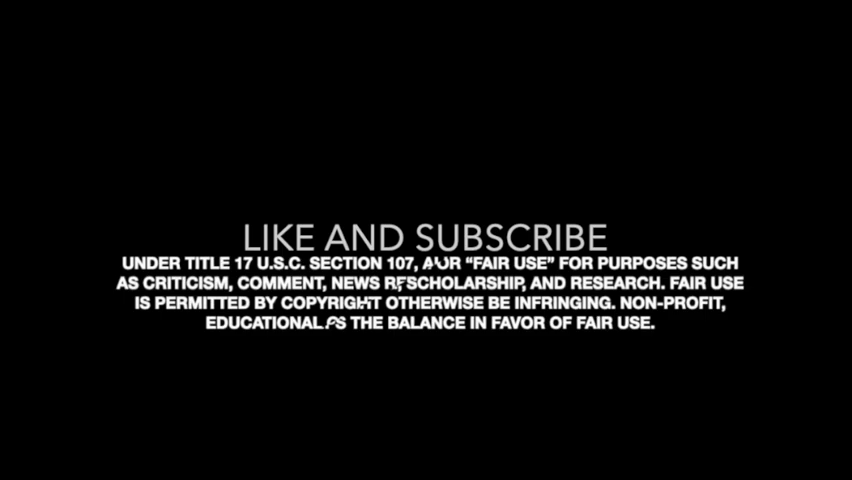 LIKE AND SUBSCRIBE
UNDER TITLE 17 U.S.C. SECTION 107, "FAIR USE" FOR PURPOSES SUCH
AS CRITICISM, COMMENT, NEWS SCHOLARSHIP, AND RESEARCH. FAIR USE
IS PERMITTED BY COPYRIGHT OTHERWISE BE INFRINGING. NON-PROFIT,
EDUCATIONAL THE BALANCE IN FAVOR OF FAIR USE.